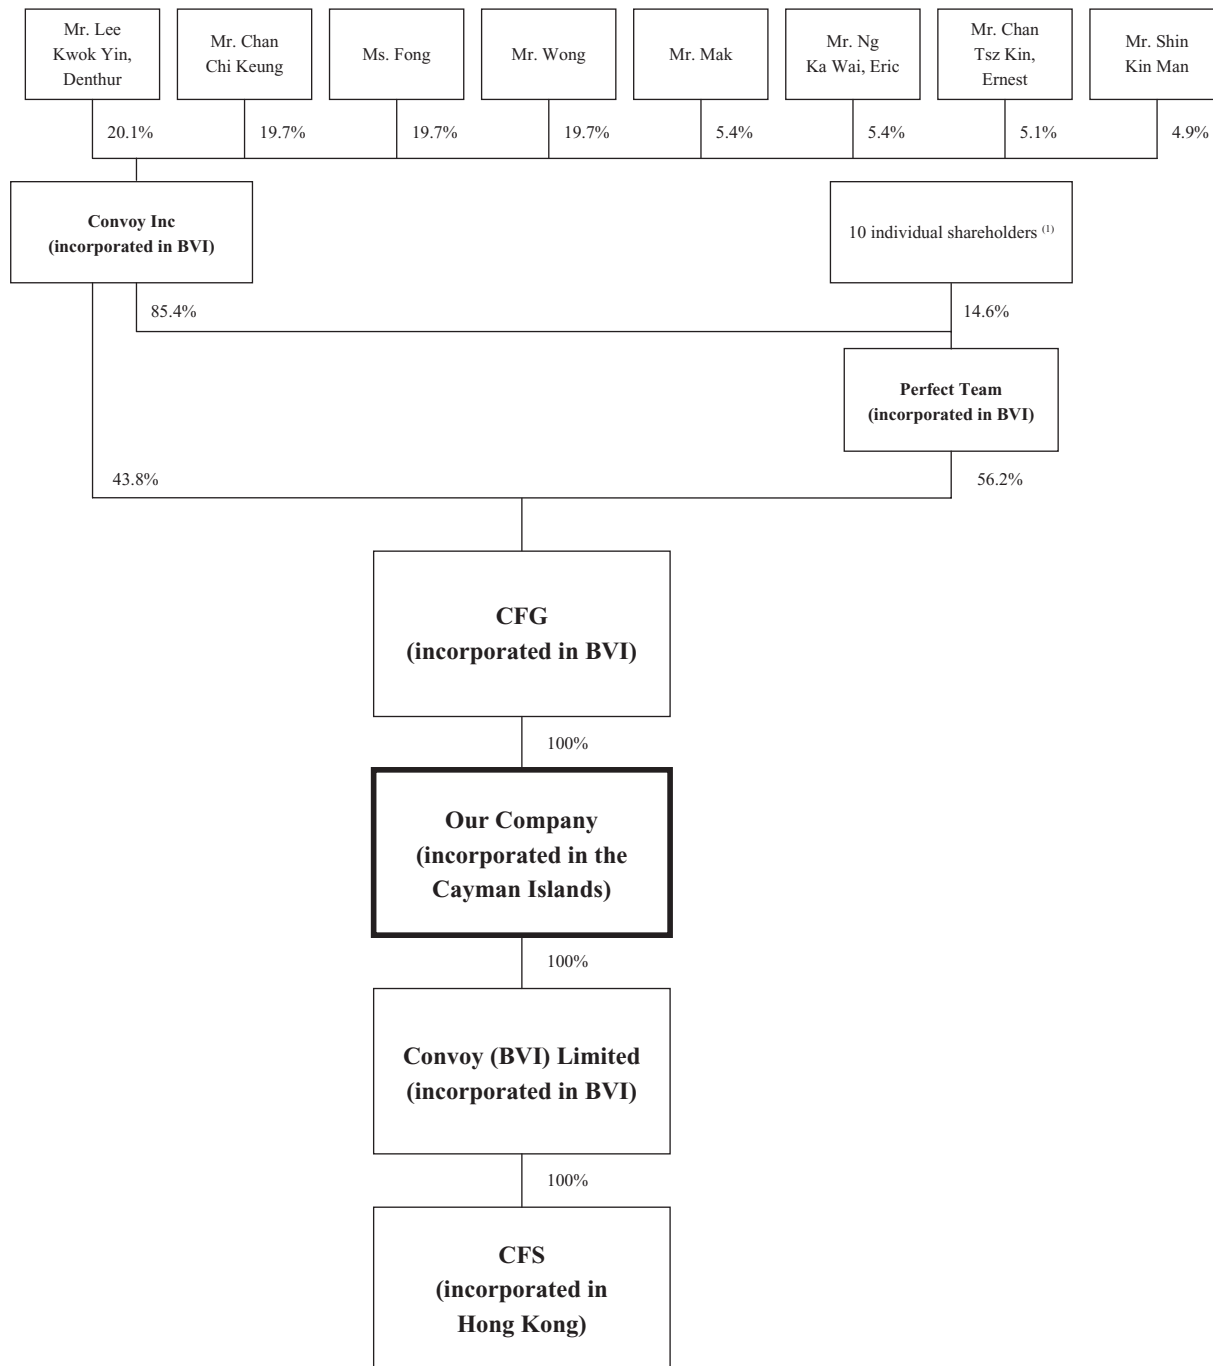 Mr. Lee
Kwok Yin,
Denthur
Mr. Chan
Chi Keung
Ms. Fong
Mr. Wong
Mr. Mak
Mr. Ng
Ka Wai, Eric
Mr. Chan
Tsz Kin,
Ernest
Mr. Shin
Kin Man
20.1%
19.7%
19.7%
19.7%
5.4%
5.4%
5.1%
4.9%
Convoy Inc
(incorporated in BVI)
10 individual shareholders (1)
85.4%
14.6%
Perfect Team
(incorporated in BVI)
43.8%
56.2%
CFG
(incorporated in BVI)
100%
Our Company
(incorporated in the
Cayman Islands)
100%
Convoy (BVI) Limited
(incorporated in BVI)
100%
CFS
(incorporated in
Hong Kong)